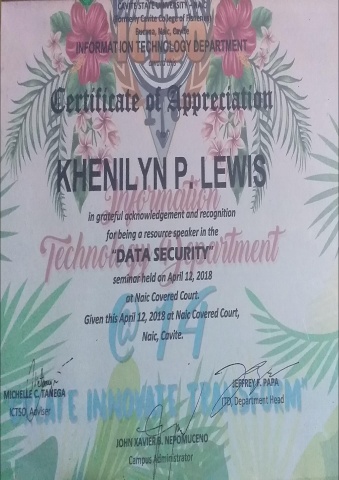 CAVITE STATE UNIVERSITY - NAIC
(Formerly Cavite College of Fisheries)
Bucana, Naic, Cavite
INFORMATION TECHNOLOGY DEPARTMENT
Certificate of Appreciation
KHENILYN P. LEWIS
Information
in grateful acknowledgement and recognition
for being a resource speaker in the
Technology Department
"DATA SECURITY"
seminar held on April 12, 2018
at Naic Covered Court.
Given this April 12, 2018 at Naic Covered Court,
Naic, Cavite.
@14
MICHELLE C. TANEGA
ICTSO, Adviser
JEFFREY F. PAPA
ITD, Department Head
INNOVATE TRANSFORM"
JOHN XAVIER B. NEPOMUCENO
Campus Administrator